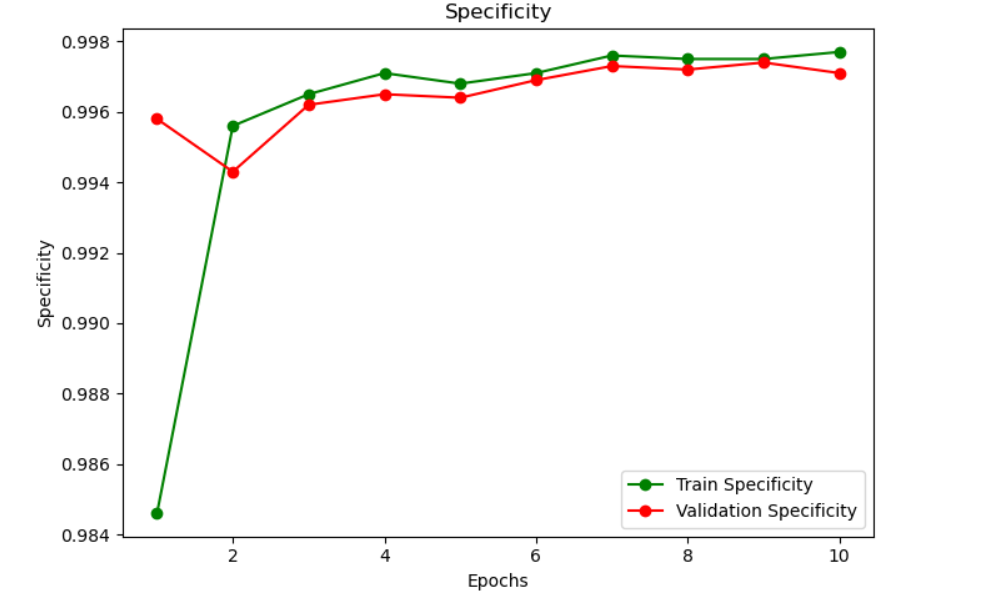 Specificity
0.998
0.996
0.994
0.992
0.990
0.988
0.986
0.984
Specificity
2 4 6 8 10
Epochs
Train Specificity
Validation Specificity